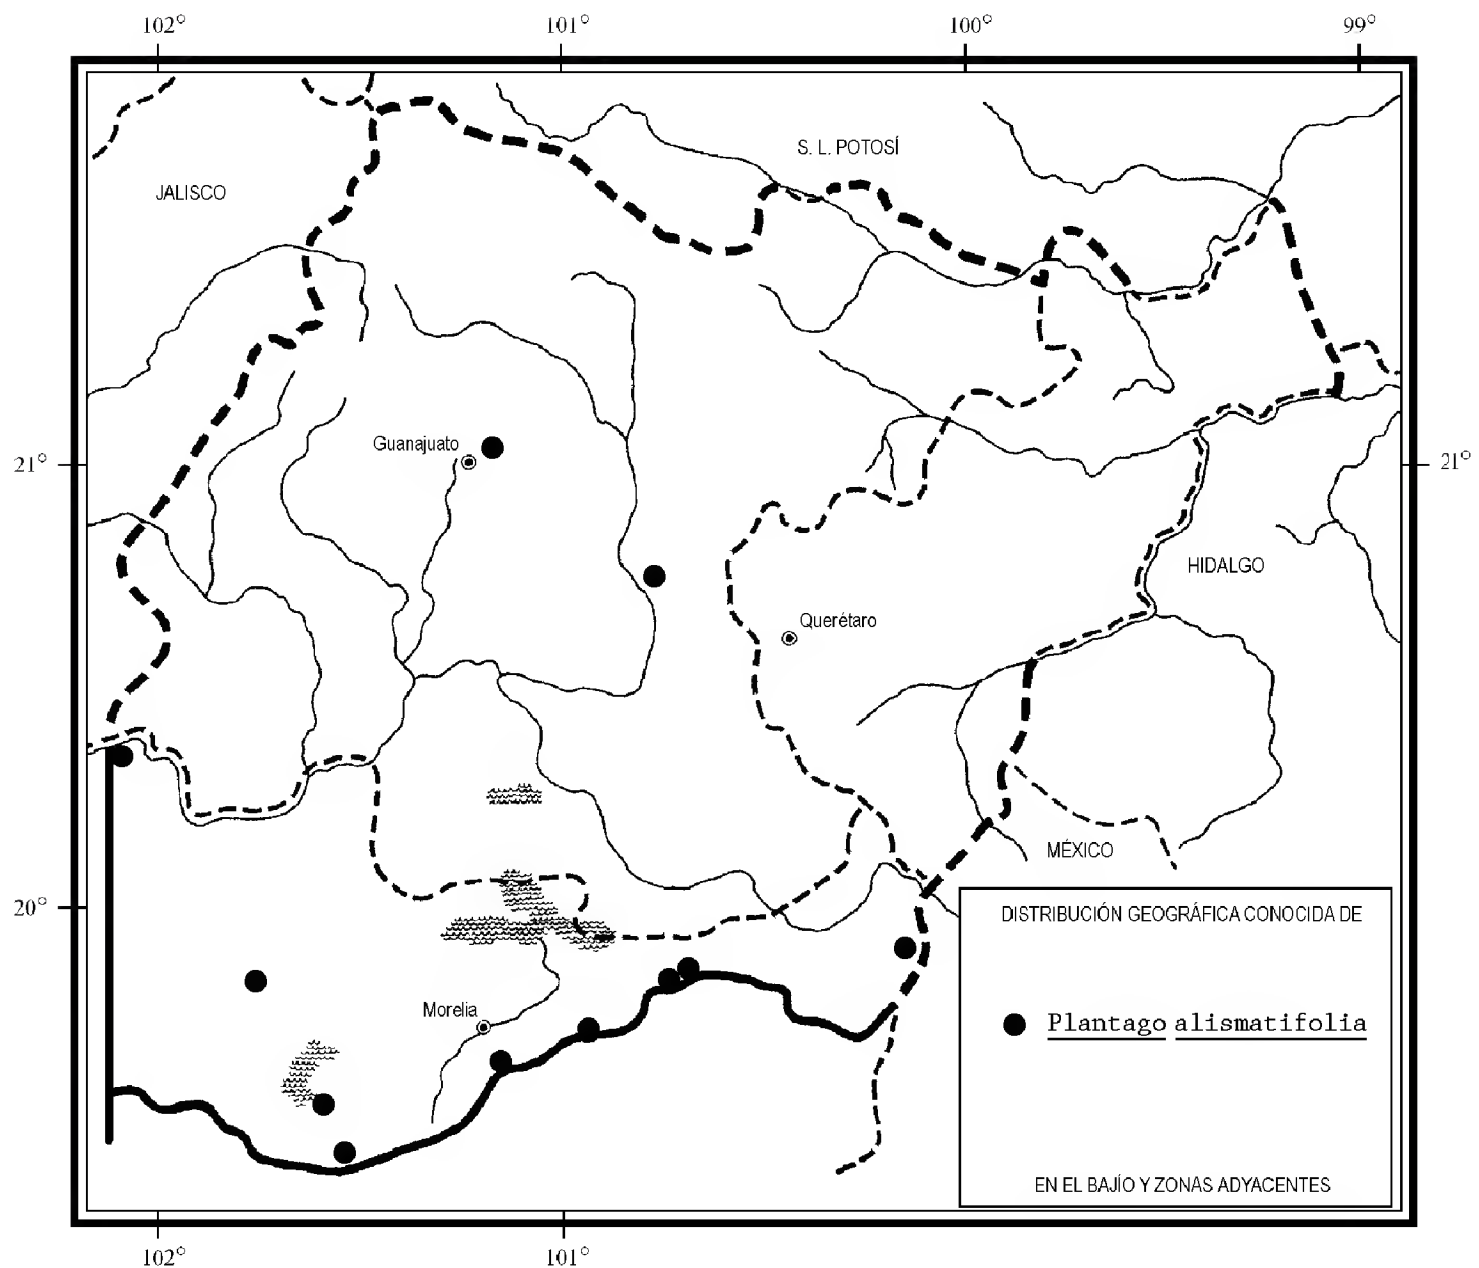 102° 101° 100° 99°
S. L. POTOSÍ
JALISCO
Guanajuato
21° 21°
HIDALGO
Querétaro
MÉXICO
20°
DISTRIBUCIÓN GEOGRÁFICA CONOCIDA DE
Morelia
Plantago alismatifolia
EN EL BAJÍO Y ZONAS ADYACENTES
102° 101°